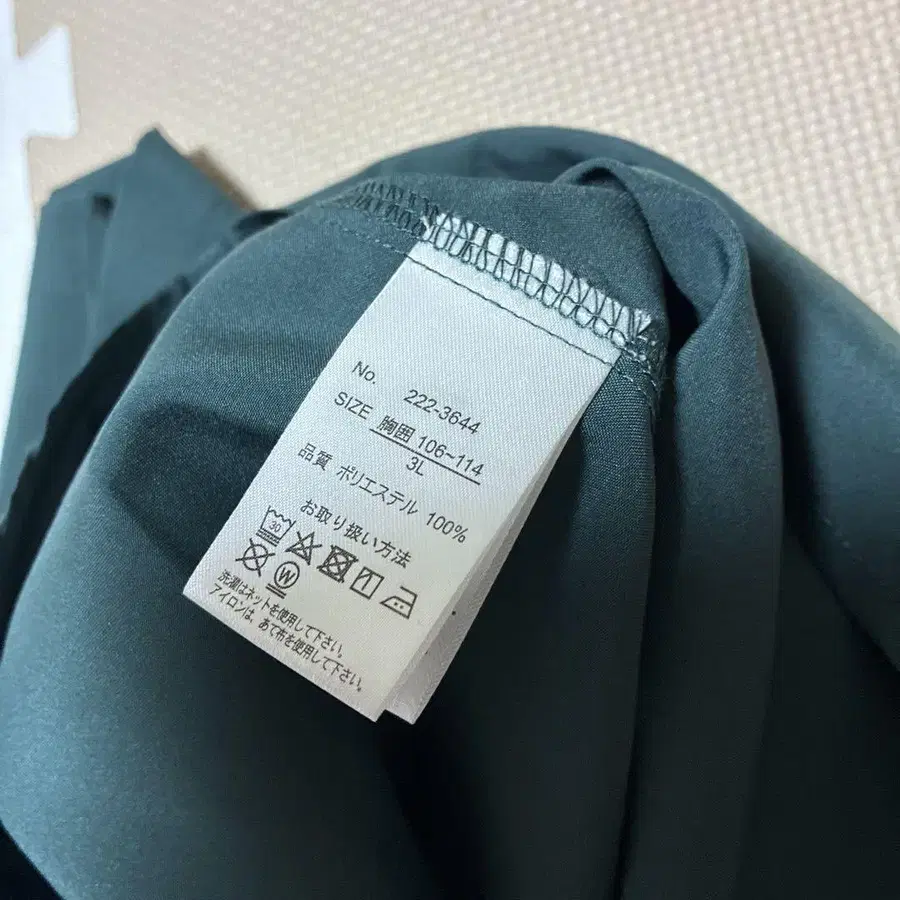 No. 222-3644
SIZE 胸囲 106~114
3L
品質 ポリエステル 100%
お取り扱い方法
30
W
洗濯はネットを使用して下さい。
アイロンは、あて布を使用して下さい。